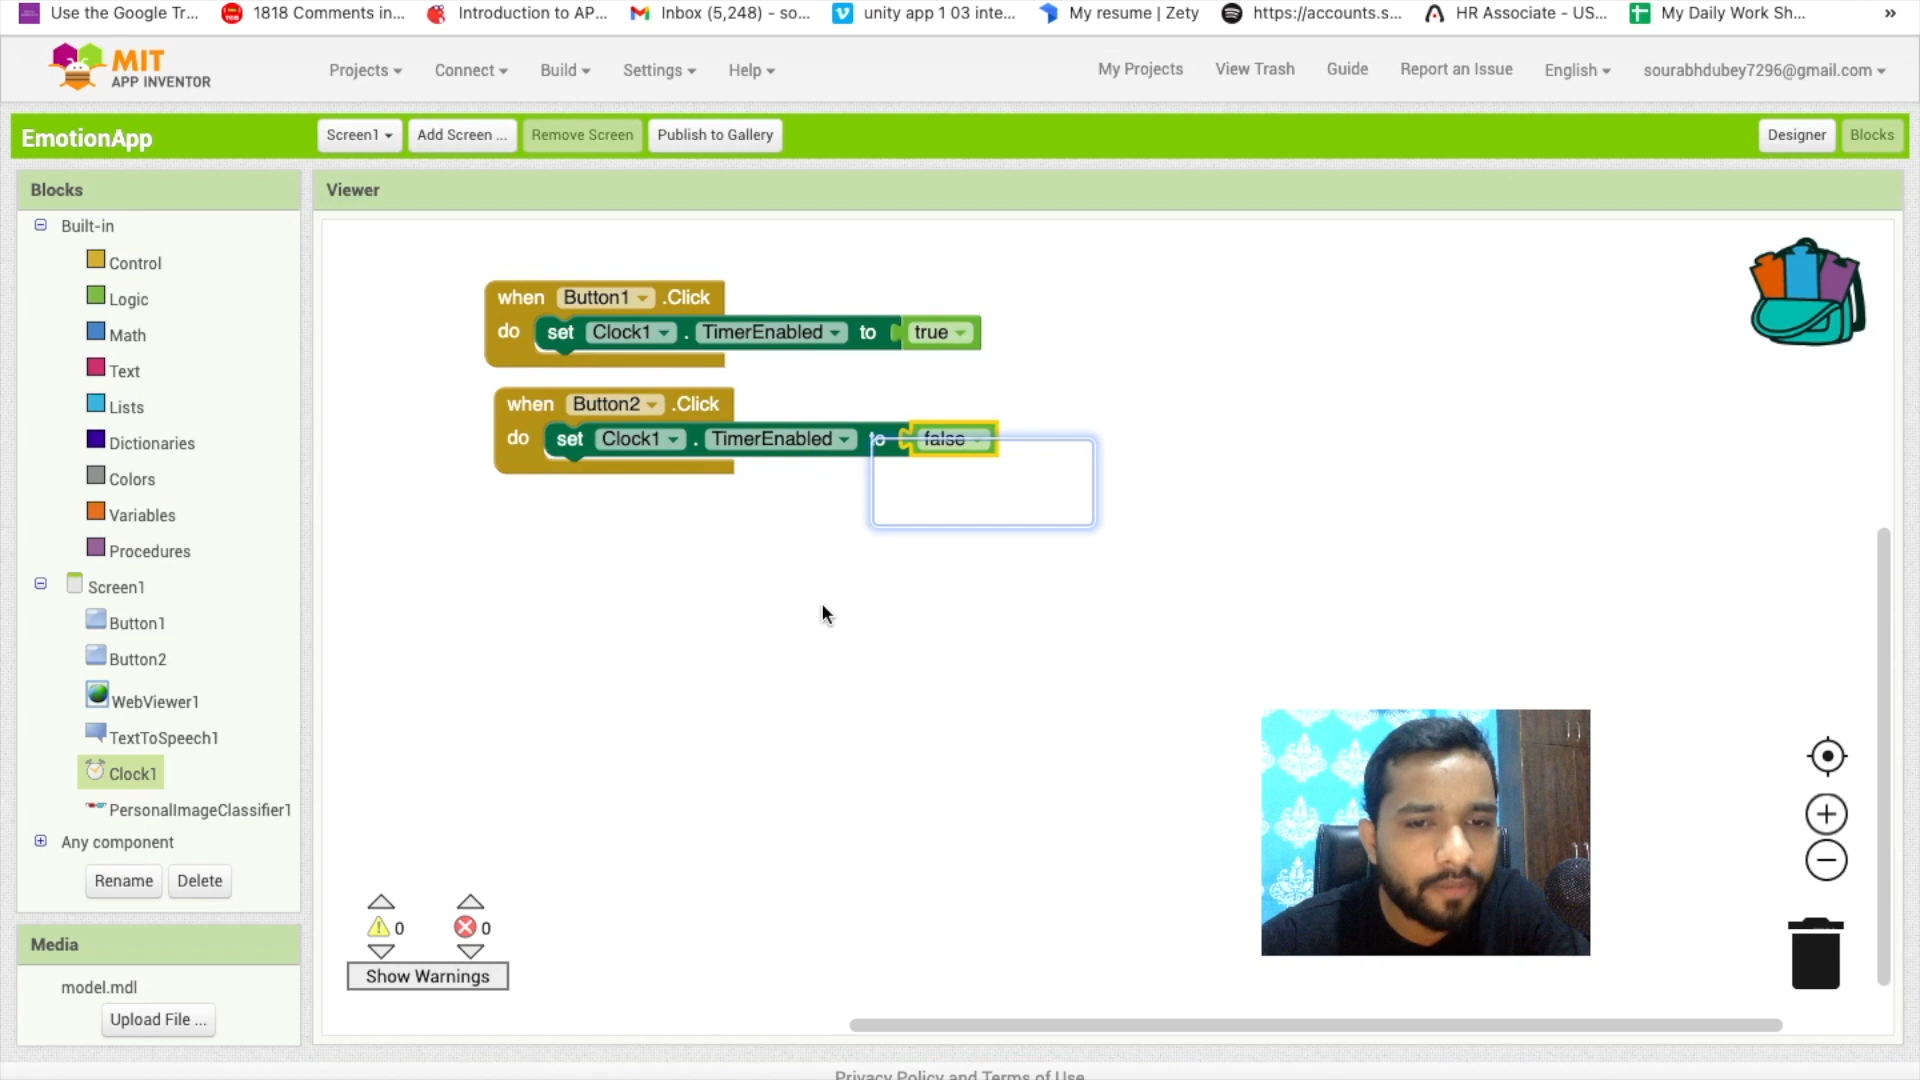 Use the Google Tr...
1818 Comments in...
Introduction to AP...
Inbox (5,248) - so...
unity app 1 03 inte...
My resume | Zety
https://accounts.s...
HR Associate - US...
My Daily Work Sh...
»
MIT
APP INVENTOR
Projects
Connect
Build
Settings
Help
My Projects
View Trash
Guide
Report an Issue
English
sourabhdubey7296@gmail.com
EmotionApp
Screen1
Add Screen ...
Remove Screen
Publish to Gallery
Designer
Blocks
Blocks
Viewer
Built-in
Control
Logic
Math
Text
Lists
Dictionaries
Colors
Variables
Procedures
Screen1
Button1
Button2
WebViewer1
TextToSpeech1
Clock1
PersonalImageClassifier1
Any component
Rename
Delete
Media
model.mdl
Upload File ...
when Button1 .Click
do set Clock1 . TimerEnabled to true
when Button2 .Click
do set Clock1 . TimerEnabled to false
0
0
Show Warnings
Privacy Policy and Terms of Use